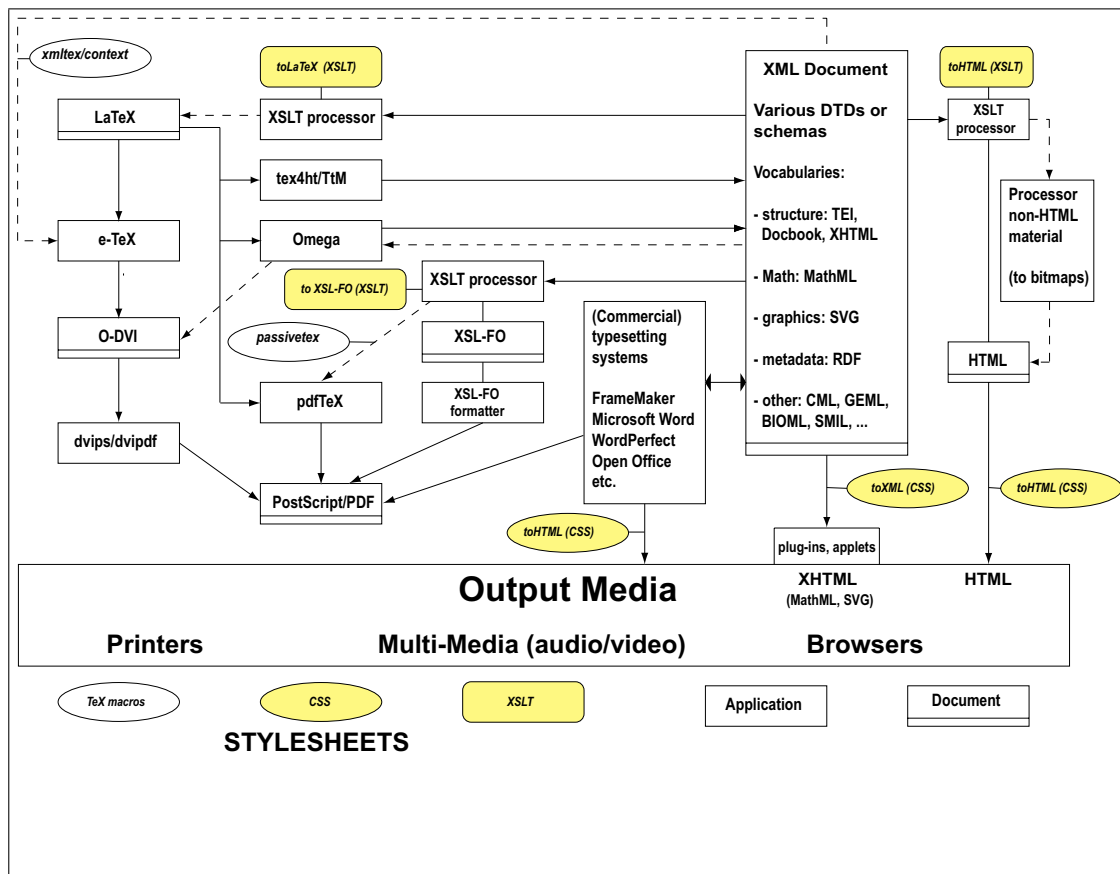 xmltex/context
toLaTeX (XSLT)
XML Document
toHTML (XSLT)
LaTeX
XSLT processor
Various DTDs or
schemas
XSLT
processor
tex4ht/TtM
Vocabularies:
Processor
non-HTML
material
(to bitmaps)
e-TeX
Omega
- structure: TEI,
Docbook, XHTML
to XSL-FO (XSLT)
XSLT processor
- Math: MathML
O-DVI
passivetex
XSL-FO
(Commercial)
typesetting
systems
FrameMaker
Microsoft Word
WordPerfect
Open Office
etc.
- graphics: SVG
- metadata: RDF
- other: CML, GEML,
BIOML, SMIL, ...
HTML
pdfTeX
XSL-FO
formatter
dvips/dvipdf
PostScript/PDF
toHTML (CSS)
toXML (CSS)
toHTML (CSS)
plug-ins, applets
Output Media
XHTML
(MathML, SVG)
HTML
Printers
Multi-Media (audio/video)
Browsers
TeX macros
CSS
XSLT
Application
Document
STYLESHEETS